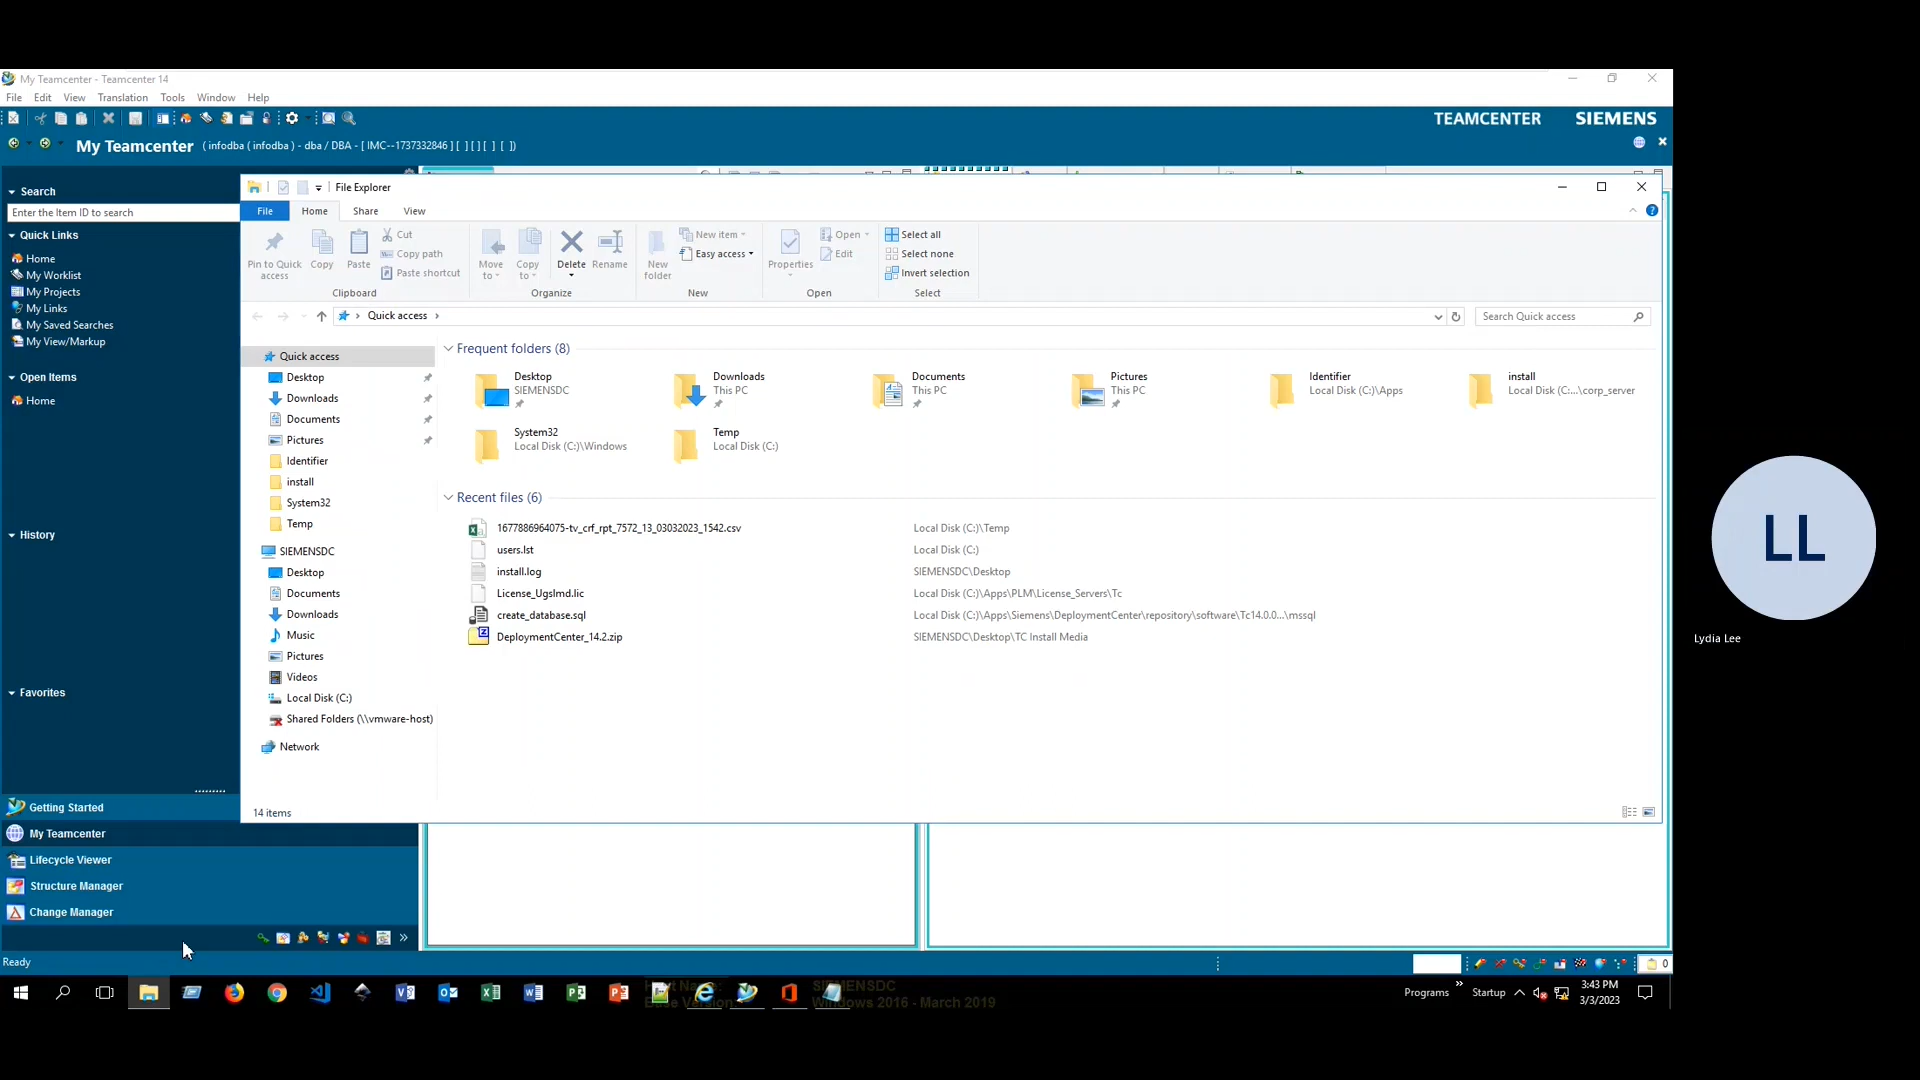 My Teamcenter - Teamcenter 14
File Edit View Translation Tools Window Help
TEAMCENTER SIEMENS
My Teamcenter ( infodba ( infodba ) - dba / DBA - [ IMC--1737332846 ] [ ] [ ] [ ] [ ])
Search
Enter the Item ID to search
Quick Links
Home
My Worklist
My Projects
My Links
My Saved Searches
My View/Markup
Open Items
Home
History
Favorites
Getting Started
My Teamcenter
Lifecycle Viewer
Structure Manager
Change Manager
Ready
File Explorer
File Home Share View
Pin to Quick access
Copy
Paste
Cut
Copy path
Paste shortcut
Clipboard
Move to
Copy to
Delete
Rename
Organize
New folder
New item
Easy access
New
Properties
Open
Edit
Open
Select all
Select none
Invert selection
Select
Quick access
Search Quick access
Quick access
Desktop
Downloads
Documents
Pictures
Identifier
install
System32
Temp
SIEMENSDC
Desktop
Documents
Downloads
Music
Pictures
Videos
Local Disk (C:)
Shared Folders (\\vmware-host)
Network
Frequent folders (8)
Desktop
SIEMENSDC
Downloads
This PC
Documents
This PC
Pictures
This PC
Identifier
Local Disk (C:)\Apps
install
Local Disk (C:...\corp_server
System32
Local Disk (C:)\Windows
Temp
Local Disk (C:)
Recent files (6)
1677886964075-tv_crf_rpt_7572_13_03032023_1542.csv Local Disk (C:)\Temp
users.lst Local Disk (C:)
install.log SIEMENSDC\Desktop
License_Ugslmd.lic Local Disk (C:)\Apps\PLM\License_Servers\Tc
create_database.sql Local Disk (C:)\Apps\Siemens\DeploymentCenter\repository\software\Tc14.0.0...\mssql
DeploymentCenter_14.2.zip SIEMENSDC\Desktop\TC Install Media
14 items
0
SIEMENSDC
Windows 2016 - March 2019
Programs
Startup
3:43 PM
3/3/2023
LL
Lydia Lee